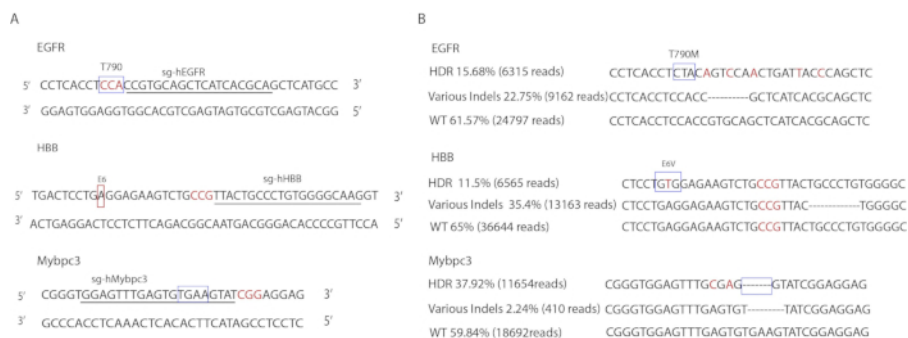 A
EGFR
T790
sg-hEGFR
5' CCTCACCTCCACCGTGCAGCTCATCACGCAGCTCATGCC 3'
3' GGAGTGGAGGTGGCACGTCGAGTAGTGCGTCGAGTACGG 5'
HBB
E6
sg-hHBB
5' TGACTCCTGAGGAGAAGTCTGCCGTTACTGCCCTGTGGGGCAAGGT 3'
3' ACTGAGGACTCCTCTTCAGACGGCAATGACGGGACACCCCGTTCCA 5'
Mybpc3
sg-hMybpc3
5' CGGGTGGAGTTTGAGTGTGAAGTATCGGAGGAG 3'
3' GCCCACCTCAAACTCACACTTCATAGCCTCCTC 5'
B
EGFR
T790M
HDR 15.68% (6315 reads) CCTCACCTCTACAGTCCAACTGATTACCCAGCTC
Various Indels 22.75% (9162 reads) CCTCACCTCCACC----------GCTCATCACGCAGCTC
WT 61.57% (24797 reads) CCTCACCTCCACCGTGCAGCTCATCACGCAGCTC
HBB
E6V
HDR 11.5% (6565 reads) CTCCTGTGGAGAAGTCTGCCGTTACTGCCCTGTGGGGC
Various Indels 35.4% (13163 reads) CTCCTGAGGAGAAGTCTGCCGTTAC-------------TGGGGC
WT 65% (36644 reads) CTCCTGAGGAGAAGTCTGCCGTTACTGCCCTGTGGGGC
Mybpc3
HDR 37.92% (11654reads) CGGGTGGAGTTTGCGAG-------GTATCGGAGGAG
Various Indels 2.24% (410 reads) CGGGTGGAGTTTGAGTGT---------TATCGGAGGAG
WT 59.84% (18692reads) CGGGTGGAGTTTGAGTGTGAAGTATCGGAGGAG